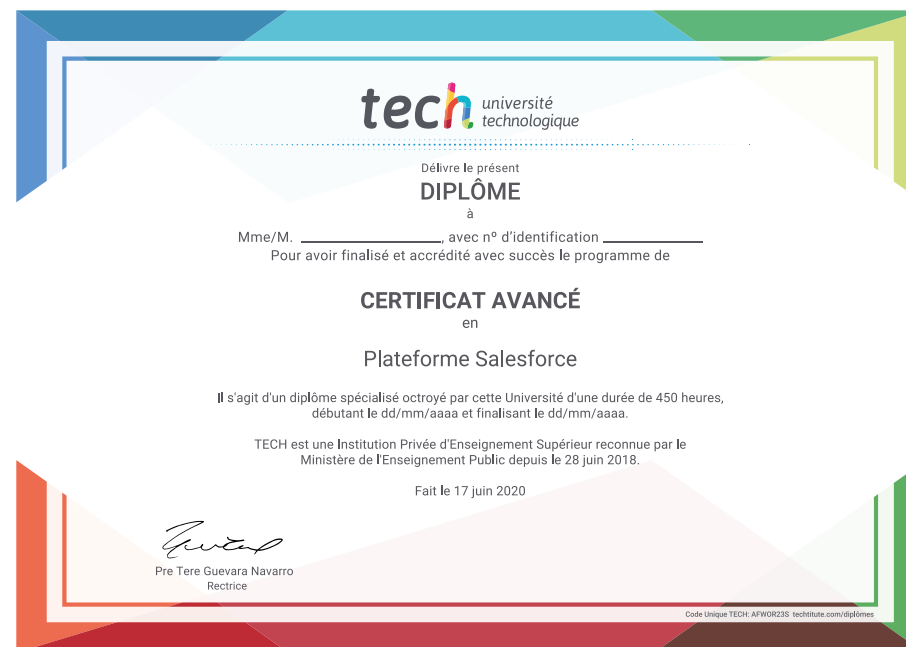 tech université
technologique
Délivre le présent
DIPLÔME
à
Mme/M. ____________________, avec nº d'identification ______________
Pour avoir finalisé et accrédité avec succès le programme de
CERTIFICAT AVANCÉ
en
Plateforme Salesforce
Il s'agit d'un diplôme spécialisé octroyé par cette Université d'une durée de 450 heures,
débutant le dd/mm/aaaa et finalisant le dd/mm/aaaa.
TECH est une Institution Privée d'Enseignement Supérieur reconnue par le
Ministère de l'Enseignement Public depuis le 28 juin 2018.
Fait le 17 juin 2020
Pre Tere Guevara Navarro
Rectrice
Code Unique TECH: AFWOR23S techtitute.com/diplômes